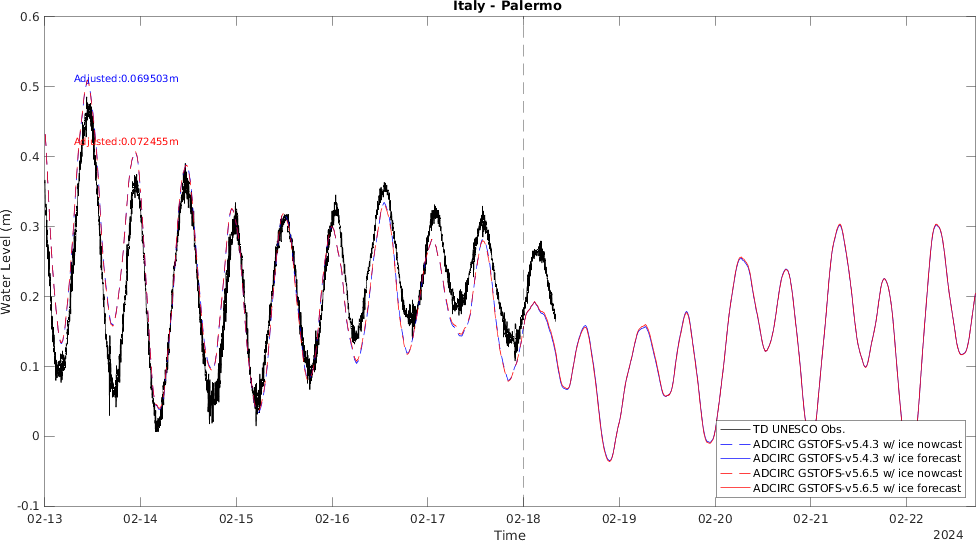 Italy - Palermo
0.6
0.5
0.4
0.3
0.2
0.1
0
-0.1
Water Level (m)
Adjusted:0.069503m
Adjusted:0.072455m
TD UNESCO Obs.
ADCIRC GSTOFS-v5.4.3 w/ ice nowcast
ADCIRC GSTOFS-v5.4.3 w/ ice forecast
ADCIRC GSTOFS-v5.6.5 w/ ice nowcast
ADCIRC GSTOFS-v5.6.5 w/ ice forecast
02-13 02-14 02-15 02-16 02-17 02-18 02-19 02-20 02-21 02-22
Time
2024